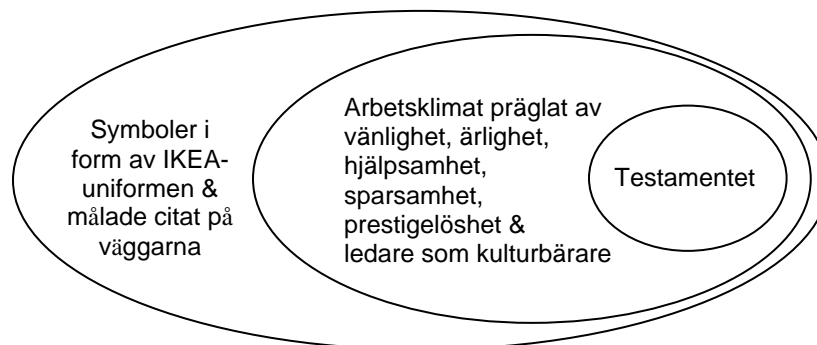 Symboler i
form av IKEA-
uniformen &
målade citat på
väggarna
Arbetsklimat präglat av
vänlighet, ärlighet,
hjälpsamhet,
sparsamhet,
prestigelöshet &
ledare som kulturbärare
Testamentet